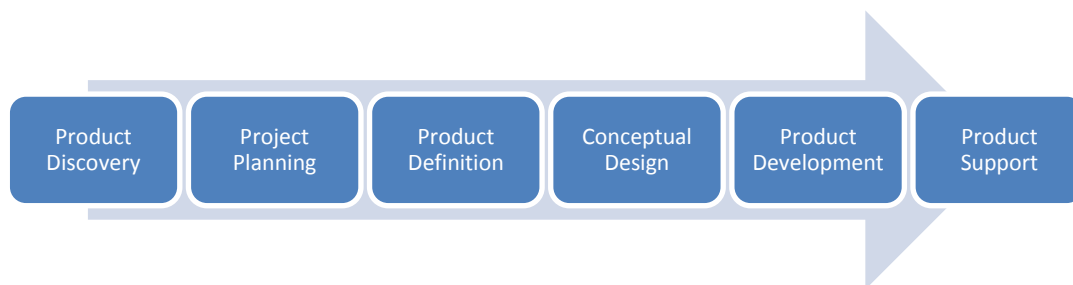 Product
Discovery
Project
Planning
Product
Definition
Conceptual
Design
Product
Development
Product
Support